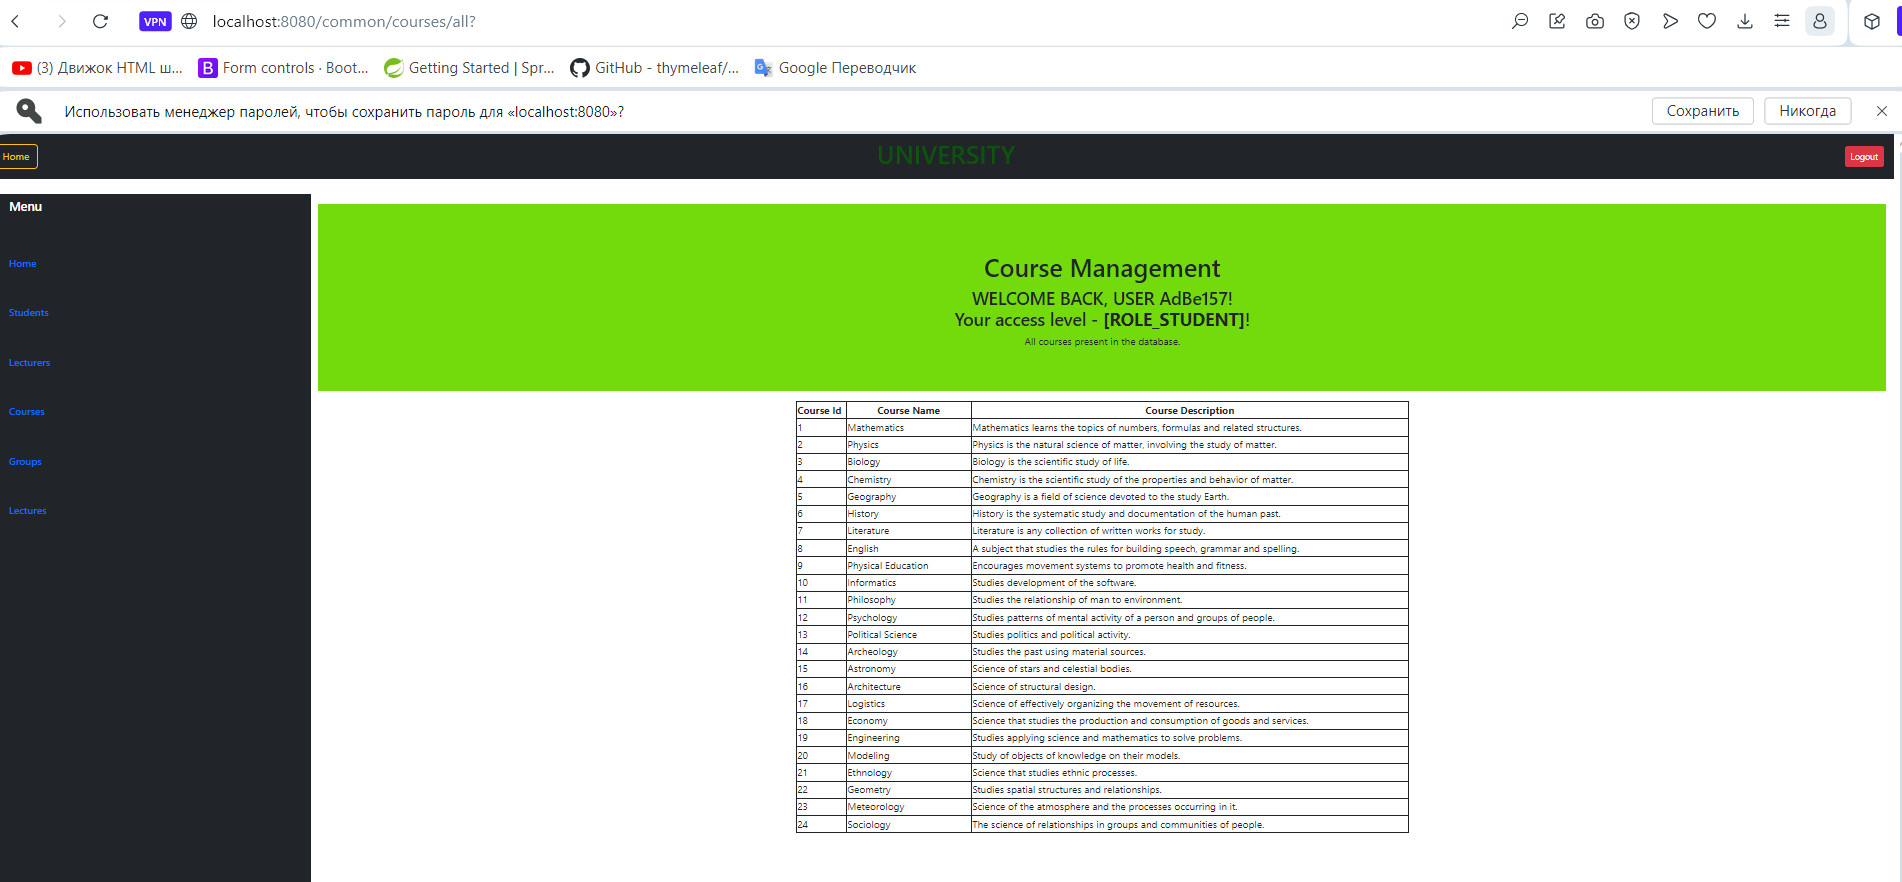 VPN localhost:8080/common/courses/all?
(3) Движок HTML ш... B Form controls · Boot... Getting Started | Spr... GitHub - thymeleaf/... Google Переводчик
Использовать менеджер паролей, чтобы сохранить пароль для «localhost:8080»? Сохранить Никогда
Home UNIVERSITY Logout
Menu
Home
Students
Lecturers
Courses
Groups
Lectures
Course Management
WELCOME BACK, USER AdBe157!
Your access level - [ROLE_STUDENT]!
All courses present in the database.
Course Id Course Name Course Description
1 Mathematics Mathematics learns the topics of numbers, formulas and related structures.
2 Physics Physics is the natural science of matter, involving the study of matter.
3 Biology Biology is the scientific study of life.
4 Chemistry Chemistry is the scientific study of the properties and behavior of matter.
5 Geography Geography is a field of science devoted to the study Earth.
6 History History is the systematic study and documentation of the human past.
7 Literature Literature is any collection of written works for study.
8 English A subject that studies the rules for building speech, grammar and spelling.
9 Physical Education Encourages movement systems to promote health and fitness.
10 Informatics Studies development of the software.
11 Philosophy Studies the relationship of man to environment.
12 Psychology Studies patterns of mental activity of a person and groups of people.
13 Political Science Studies politics and political activity.
14 Archeology Studies the past using material sources.
15 Astronomy Science of stars and celestial bodies.
16 Architecture Science of structural design.
17 Logistics Science of effectively organizing the movement of resources.
18 Economy Science that studies the production and consumption of goods and services.
19 Engineering Studies applying science and mathematics to solve problems.
20 Modeling Study of objects of knowledge on their models.
21 Ethnology Science that studies ethnic processes.
22 Geometry Studies spatial structures and relationships.
23 Meteorology Science of the atmosphere and the processes occurring in it.
24 Sociology The science of relationships in groups and communities of people.